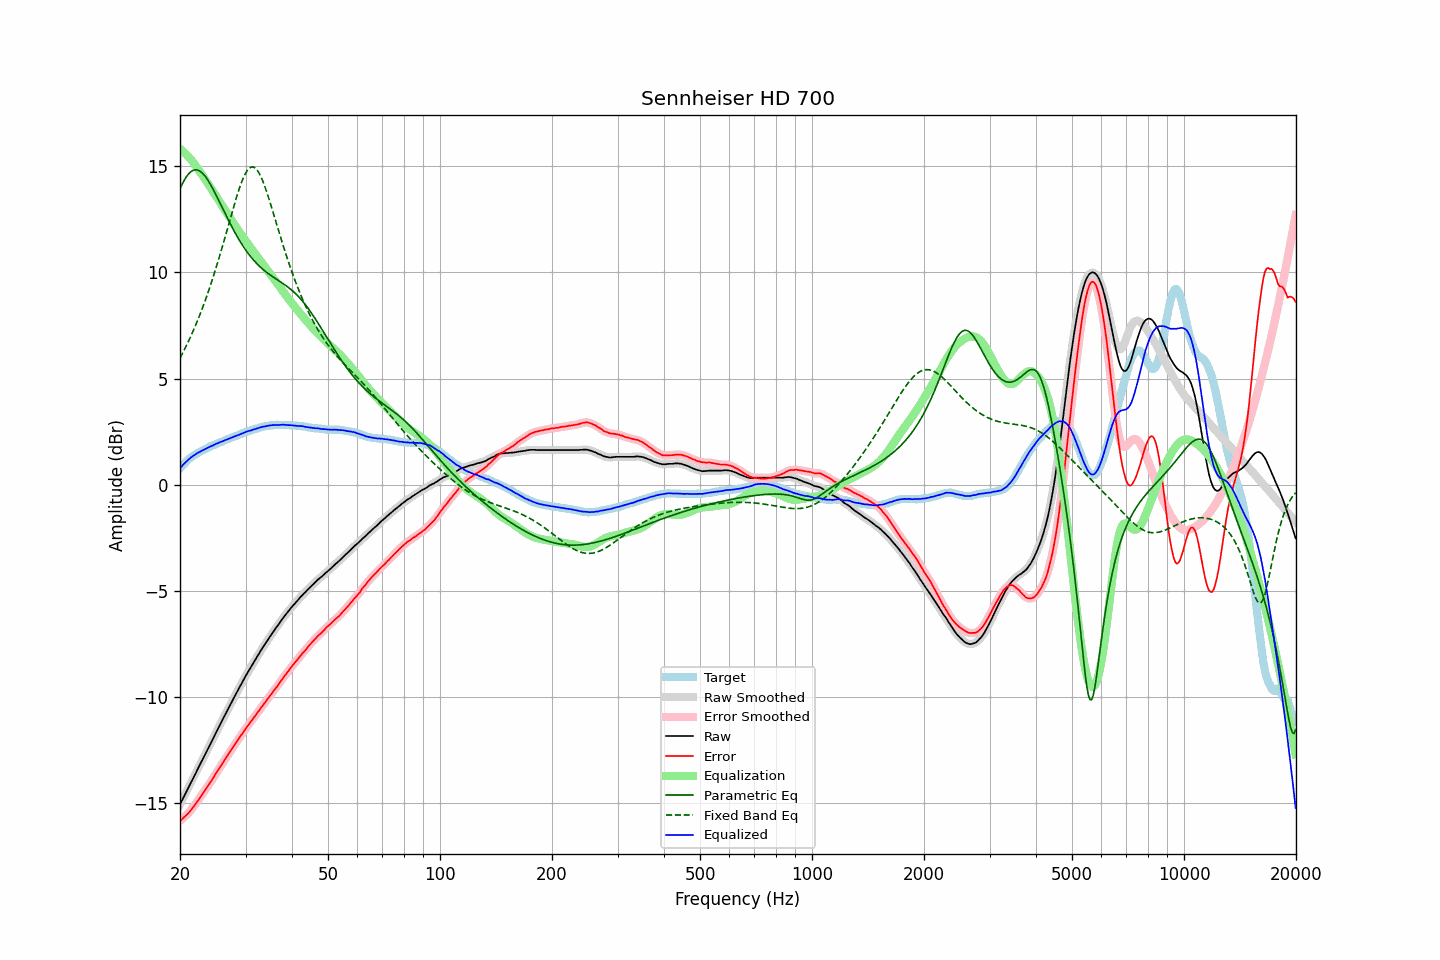 Sennheiser HD 700
15
10
5
0
−5
−10
−15
Amplitude (dBr)
Target
Raw Smoothed
Error Smoothed
Raw
Error
Equalization
Parametric Eq
Fixed Band Eq
Equalized
20 50 100 200 500 1000 2000 5000 10000 20000
Frequency (Hz)